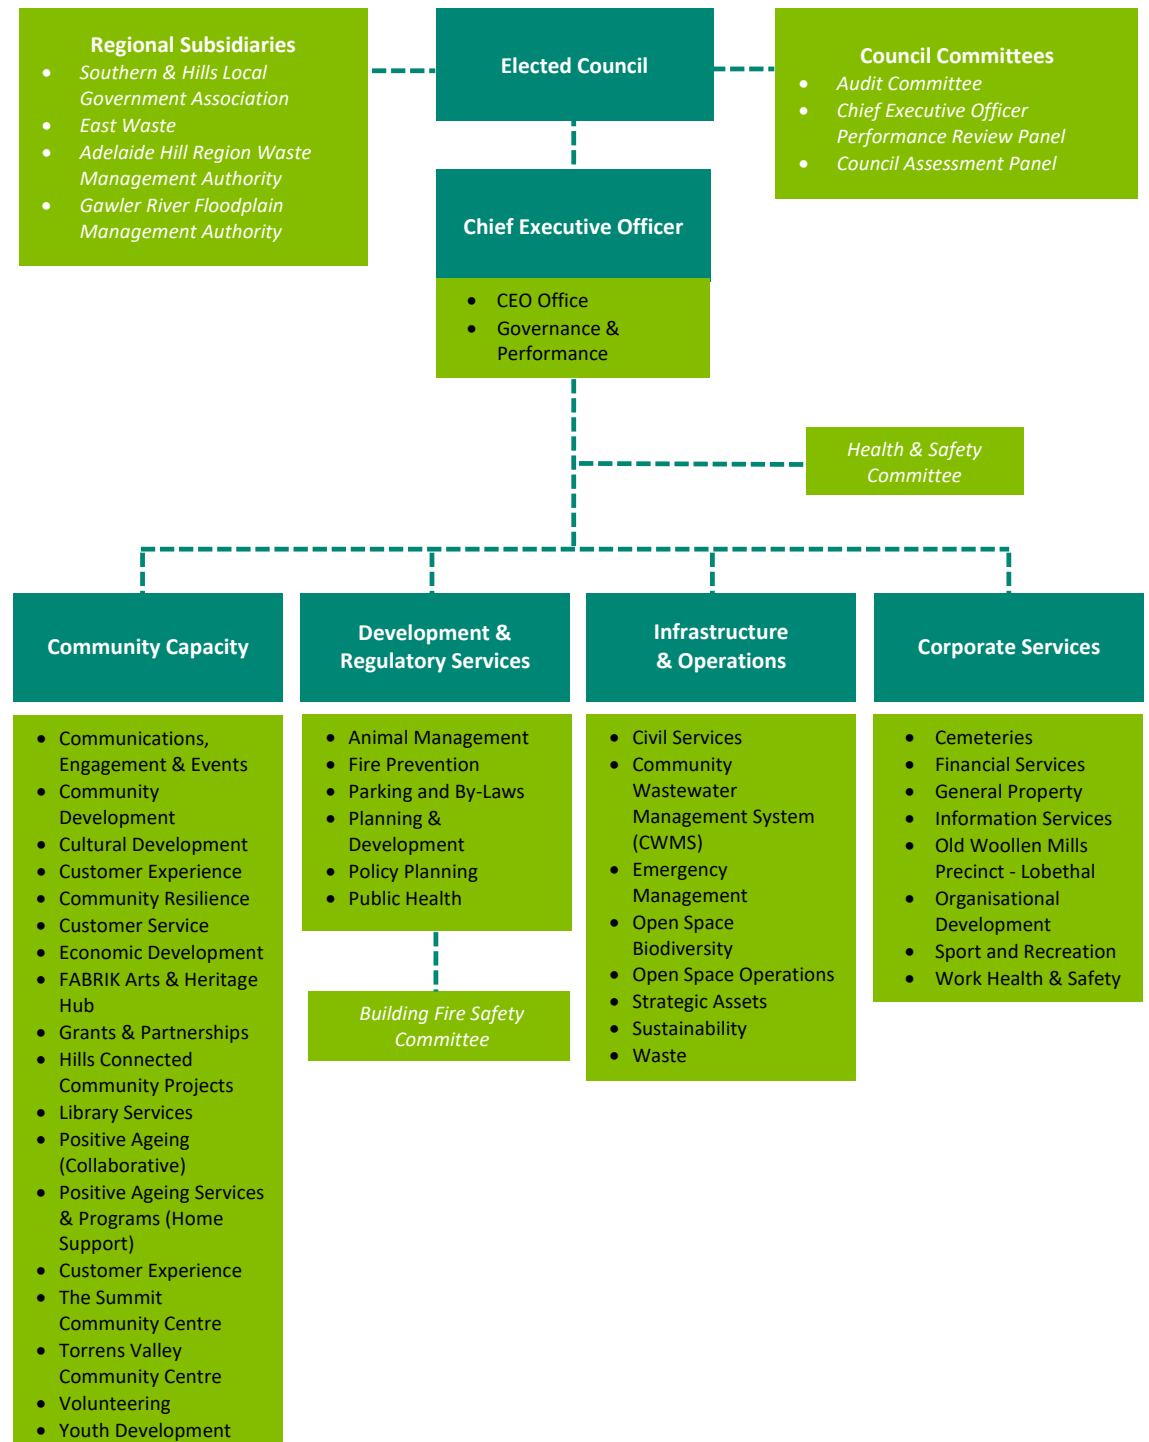 Regional Subsidiaries
• Southern & Hills Local
Government Association
• East Waste
• Adelaide Hill Region Waste
Management Authority
• Gawler River Floodplain
Management Authority
Elected Council
Council Committees
• Audit Committee
• Chief Executive Officer
Performance Review Panel
• Council Assessment Panel
Chief Executive Officer
• CEO Office
• Governance &
Performance
Health & Safety
Committee
Community Capacity
• Communications,
Engagement & Events
• Community
Development
• Cultural Development
• Customer Experience
• Community Resilience
• Customer Service
• Economic Development
• FABRIK Arts & Heritage
Hub
• Grants & Partnerships
• Hills Connected
Community Projects
• Library Services
• Positive Ageing
(Collaborative)
• Positive Ageing Services
& Programs (Home
Support)
• Customer Experience
• The Summit
Community Centre
• Torrens Valley
Community Centre
• Volunteering
• Youth Development
Development &
Regulatory Services
• Animal Management
• Fire Prevention
• Parking and By-Laws
• Planning &
Development
• Policy Planning
• Public Health
Building Fire Safety
Committee
Infrastructure
& Operations
• Civil Services
• Community
Wastewater
Management System
(CWMS)
• Emergency
Management
• Open Space
Biodiversity
• Open Space Operations
• Strategic Assets
• Sustainability
• Waste
Corporate Services
• Cemeteries
• Financial Services
• General Property
• Information Services
• Old Woollen Mills
Precinct - Lobethal
• Organisational
Development
• Sport and Recreation
• Work Health & Safety